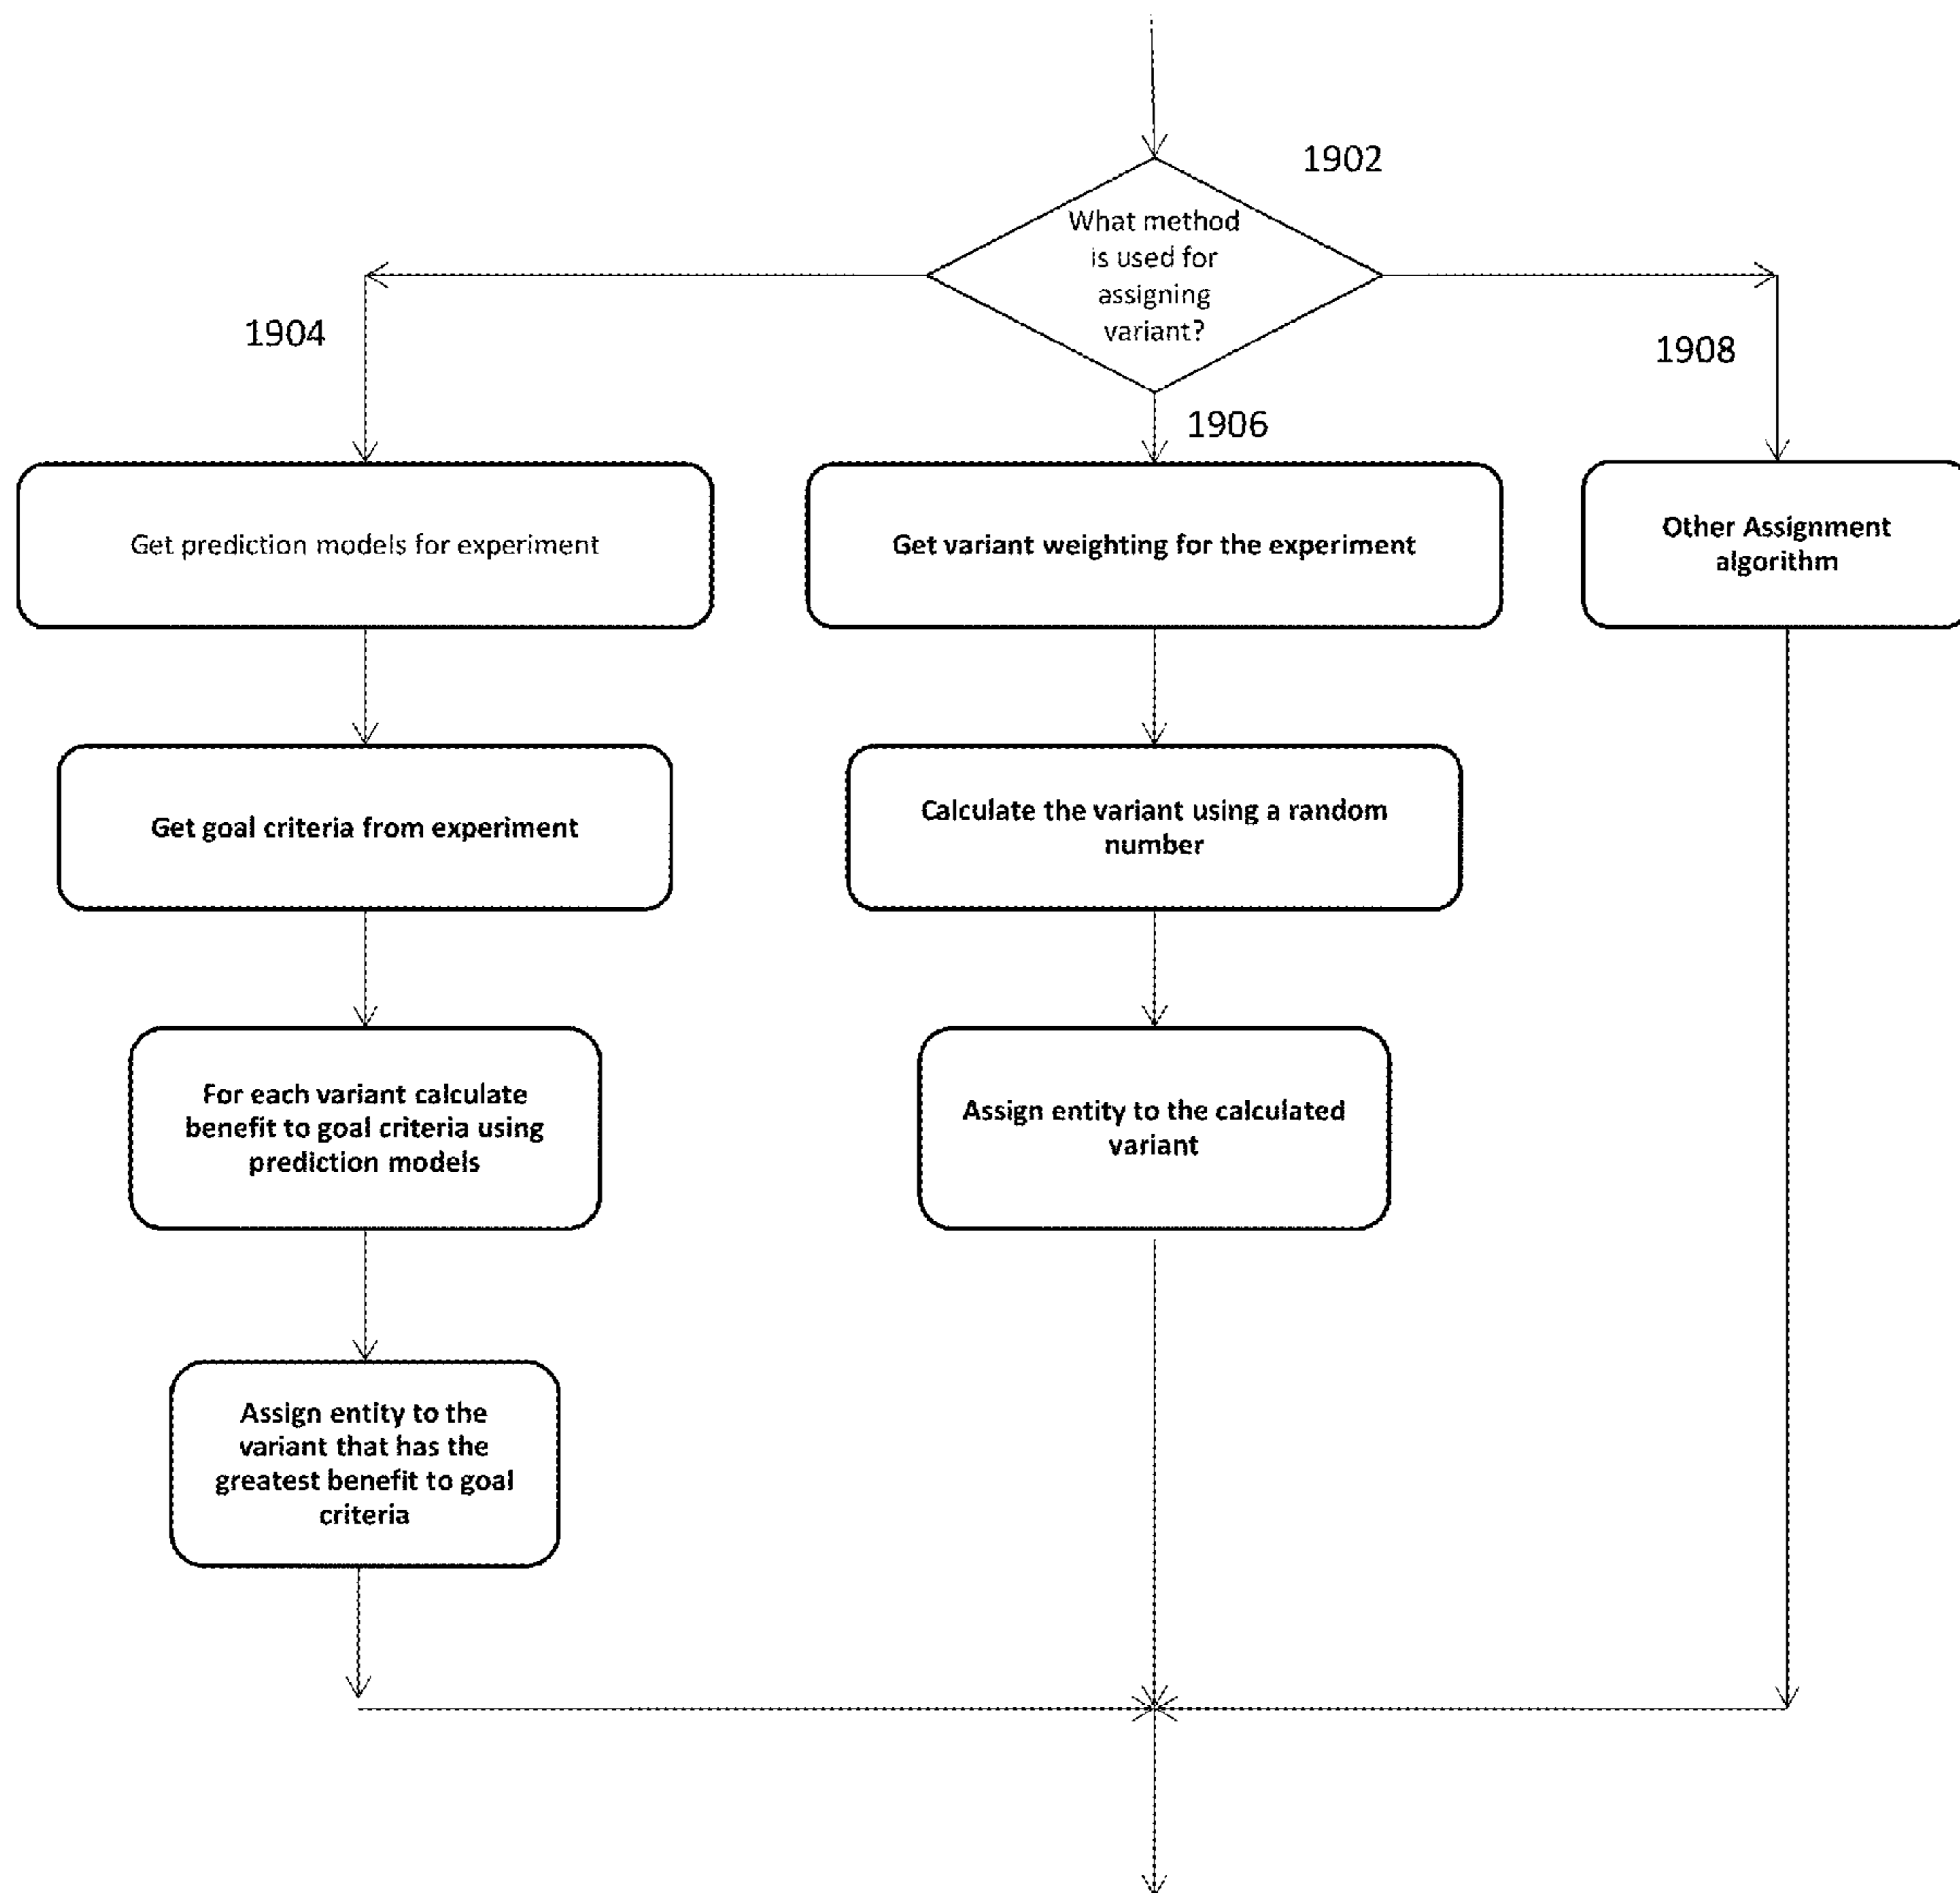 1902
What method
is used for
assigning
variant?
1904
1908
1906
Get prediction models for experiment
Get variant weighting for the experiment
Other Assignment
algorithm
Get goal criteria from experiment
Calculate the variant using a random
number
For each variant calculate
benefit to goal criteria using
prediction models
Assign entity to the calculated
variant
Assign entity to the
variant that has the
greatest benefit to goal
criteria